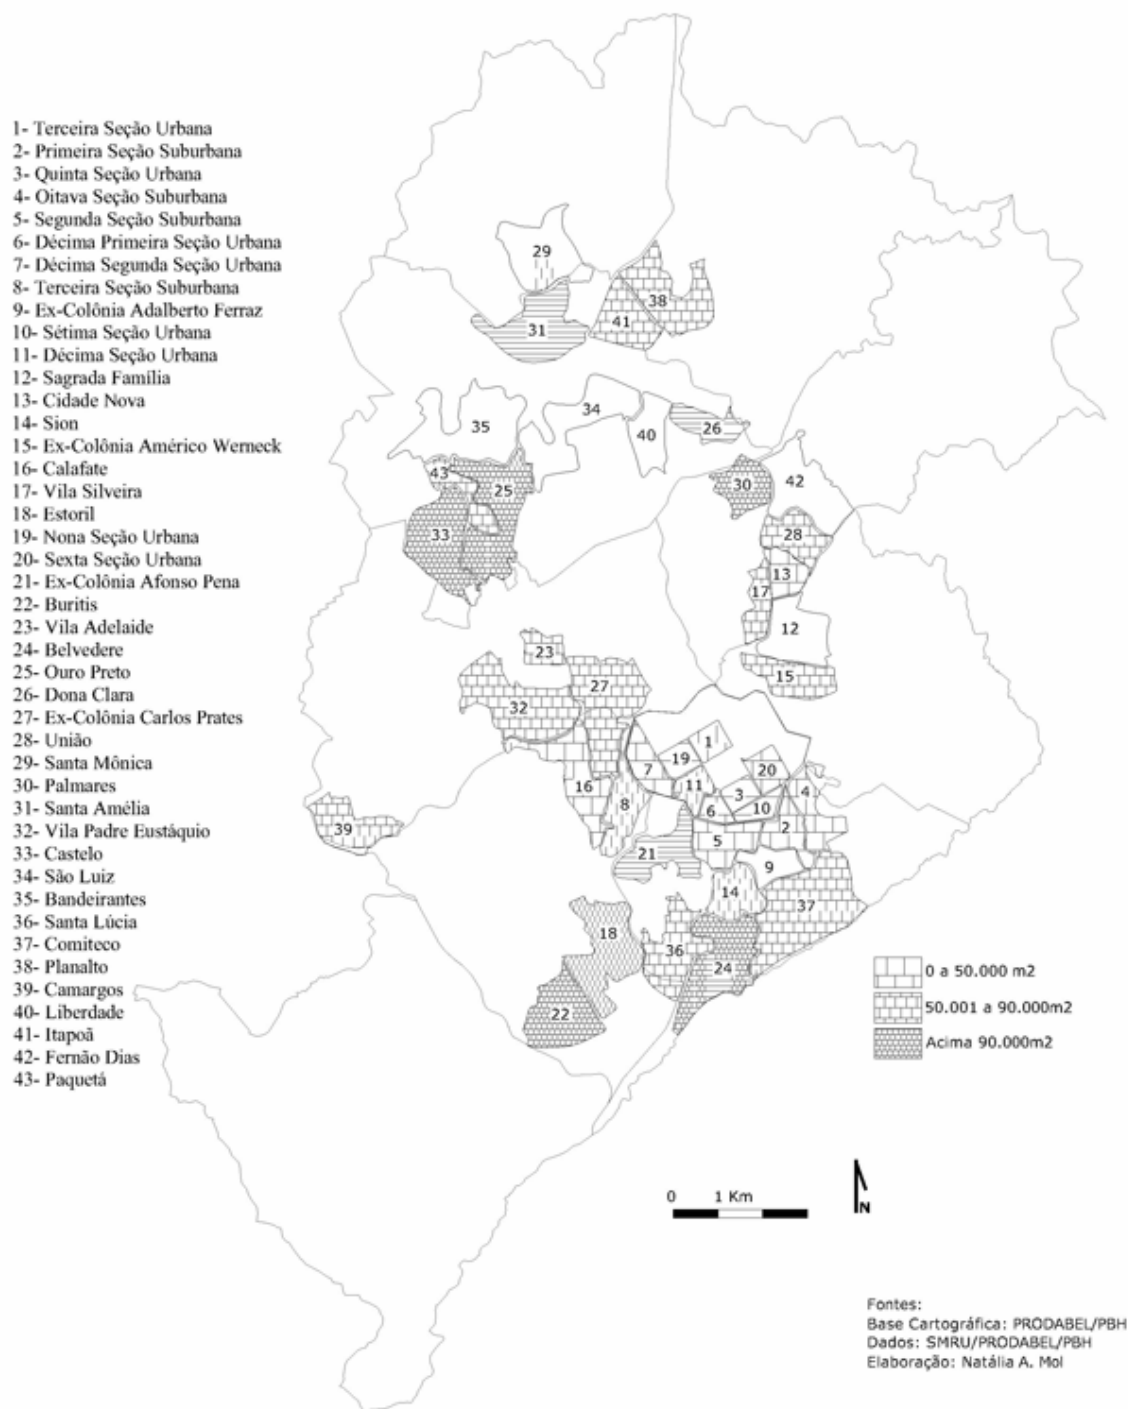 1- Terceira Seção Urbana
2- Primeira Seção Suburbana
3- Quinta Seção Urbana
4- Oitava Seção Suburbana
5- Segunda Seção Suburbana
6- Décima Primeira Seção Urbana
7- Décima Segunda Seção Urbana
8- Terceira Seção Suburbana
9- Ex-Colônia Adalberto Ferraz
10- Sétima Seção Urbana
11- Décima Seção Urbana
12- Sagrada Família
13- Cidade Nova
14- Sion
15- Ex-Colônia Américo Werneck
16- Calafate
17- Vila Silveira
18- Estoril
19- Nona Seção Urbana
20- Sexta Seção Urbana
21- Ex-Colônia Afonso Pena
22- Buritis
23- Vila Adelaide
24- Belvedere
25- Ouro Preto
26- Dona Clara
27- Ex-Colônia Carlos Prates
28- União
29- Santa Mônica
30- Palmares
31- Santa Amélia
32- Vila Padre Eustáquio
33- Castelo
34- São Luiz
35- Bandeirantes
36- Santa Lúcia
37- Comiteco
38- Planalto
39- Camargos
40- Liberdade
41- Itapoã
42- Fernão Dias
43- Paquetá
29
38
41
31
34
35
40
26
43
25
30
42
33
28
13
17
12
23
15
27
32
1
19
7
20
11
16
3
4
8
6
10
39
5
2
21
9
14
37
18
36
24
22
0 a 50.000 m2
50.001 a 90.000m2
Acima 90.000m2
0 1 Km
N
Fontes:
Base Cartográfica: PRODABEL/PBH
Dados: SMRU/PRODABEL/PBH
Elaboração: Natália A. Mol